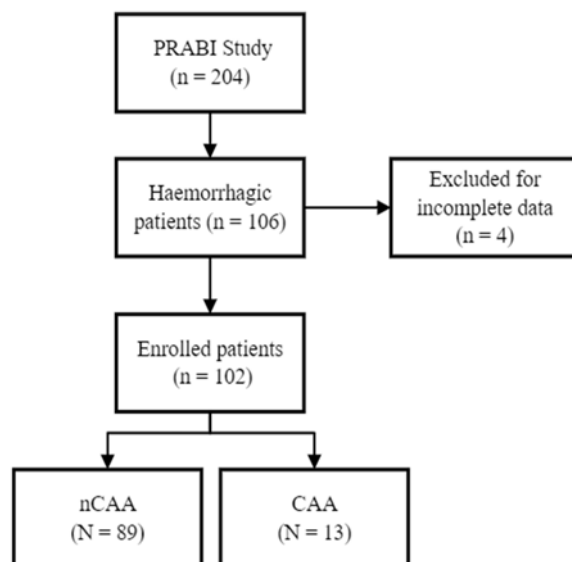 PRABI Study
(n = 204)
Haemorrhagic
patients (n = 106)
Excluded for
incomplete data
(n = 4)
Enrolled patients
(n = 102)
nCAA
(N = 89)
CAA
(N = 13)